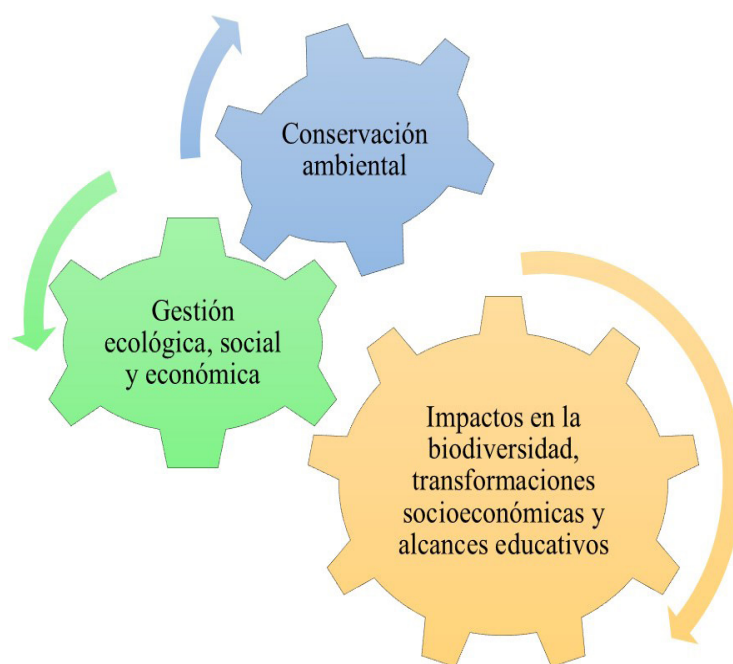 Conservación
ambiental
Gestión
ecológica, social
y económica
Impactos en la
biodiversidad,
transformaciones
socioeconómicas y
alcances educativos